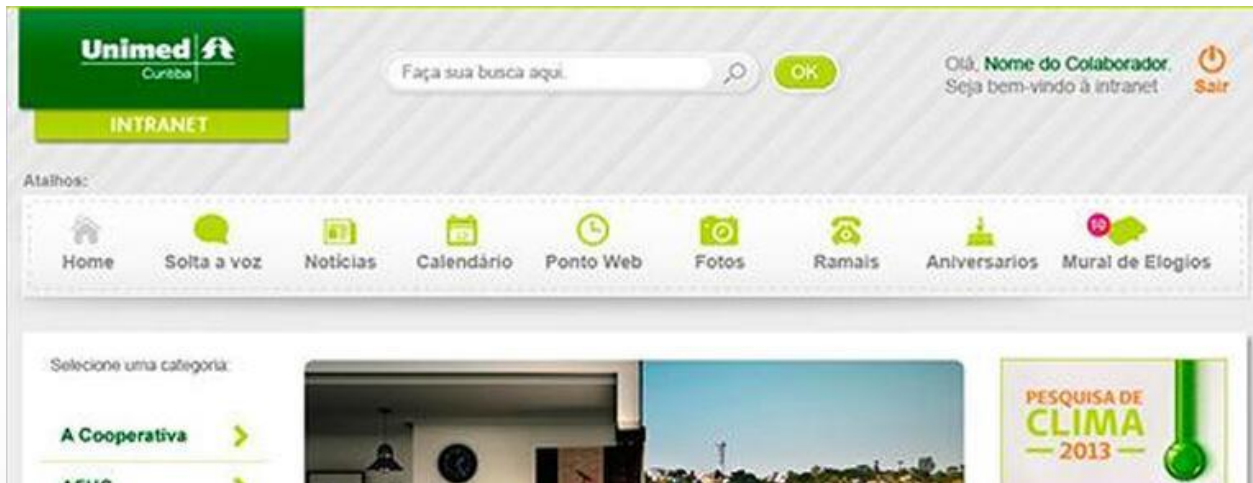 Unimed
Curitiba
INTRANET
Faça sua busca aqui.
OK
Olá, Nome do Colaborador.
Seja bem-vindo à intranet
Sair
Atalhos:
Home
Solta a voz
Notícias
Calendário
Ponto Web
Fotos
Ramais
Aniversarios
Mural de Elogios
Selecione uma categoria:
A Cooperativa
PESQUISA DE
CLIMA
2013